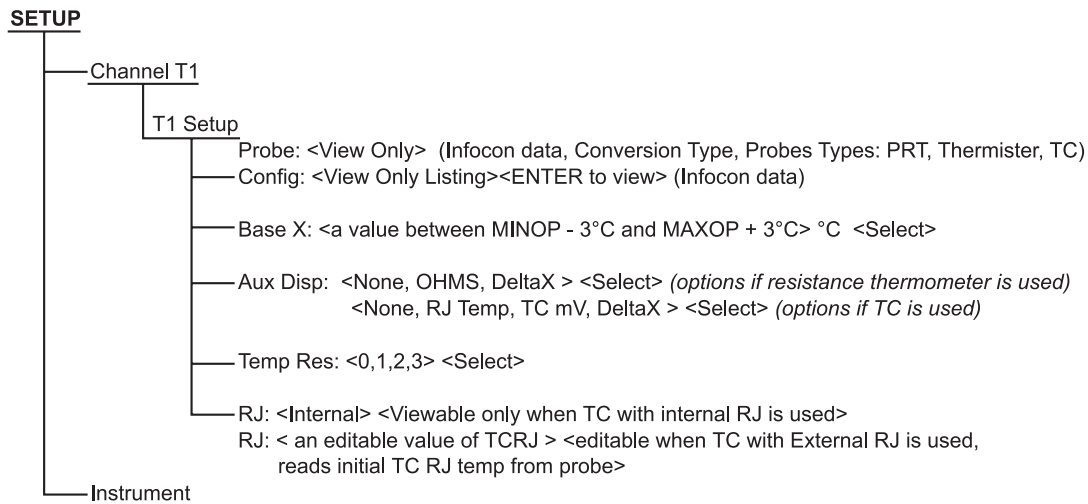 SETUP
Channel T1
T1 Setup
Probe: <View Only> (Infocon data, Conversion Type, Probes Types: PRT, Thermister, TC)
Config: <View Only Listing><ENTER to view> (Infocon data)
Base X: <a value between MINOP - 3°C and MAXOP + 3°C> °C <Select>
Aux Disp: <None, OHMS, DeltaX > <Select> (options if resistance thermometer is used)
<None, RJ Temp, TC mV, DeltaX > <Select> (options if TC is used)
Temp Res: <0,1,2,3> <Select>
RJ: <Internal> <Viewable only when TC with internal RJ is used>
RJ: < an editable value of TCRJ > <editable when TC with External RJ is used,
reads initial TC RJ temp from probe>
Instrument